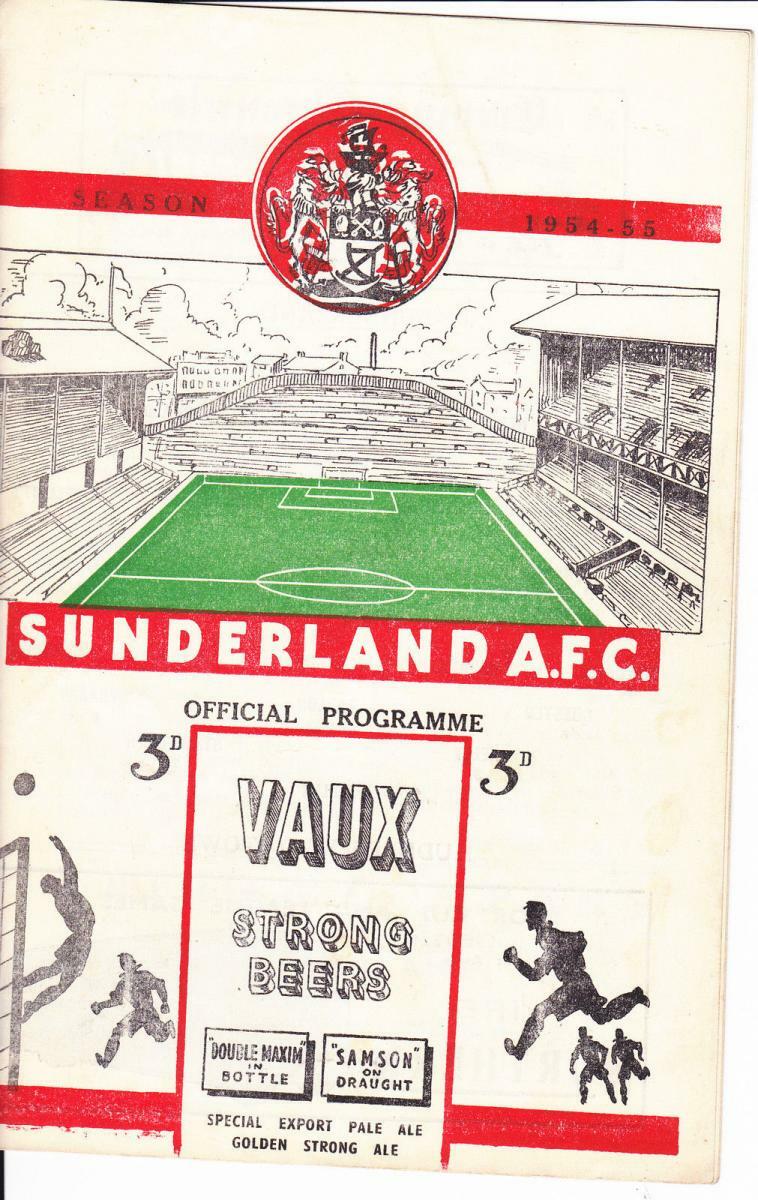 SEASON 1954-55
SUNDERLAND A.F.C.
OFFICIAL PROGRAMME
3D 3D
VAUX
STRONG
BEERS
"DOUBLE MAXIM"
IN
BOTTLE
"SAMSON"
ON
DRAUGHT
SPECIAL EXPORT PALE ALE
GOLDEN STRONG ALE